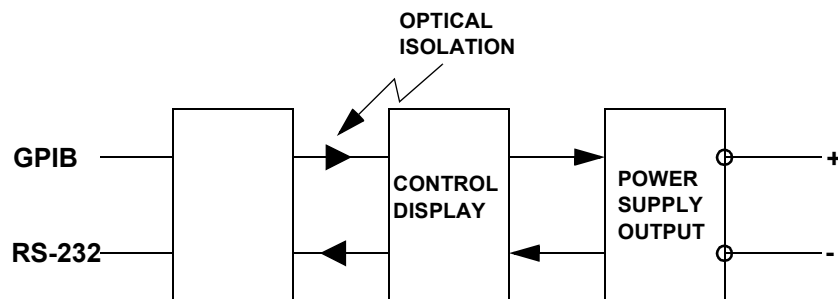 OPTICAL
ISOLATION
GPIB
+
CONTROL
DISPLAY
POWER
SUPPLY
OUTPUT
RS-232
-